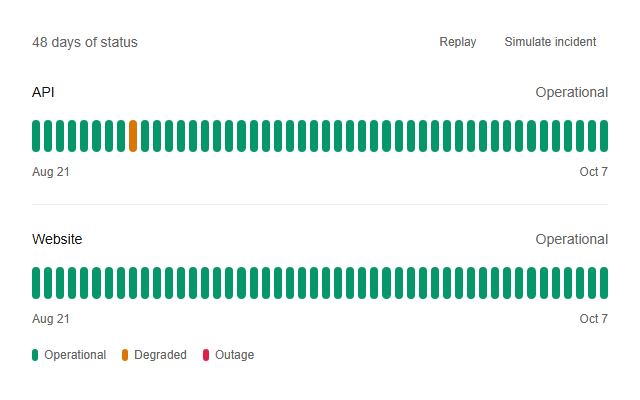 48 days of status Replay Simulate incident
API Operational
Aug 21 Oct 7
Website Operational
Aug 21 Oct 7
Operational Degraded Outage